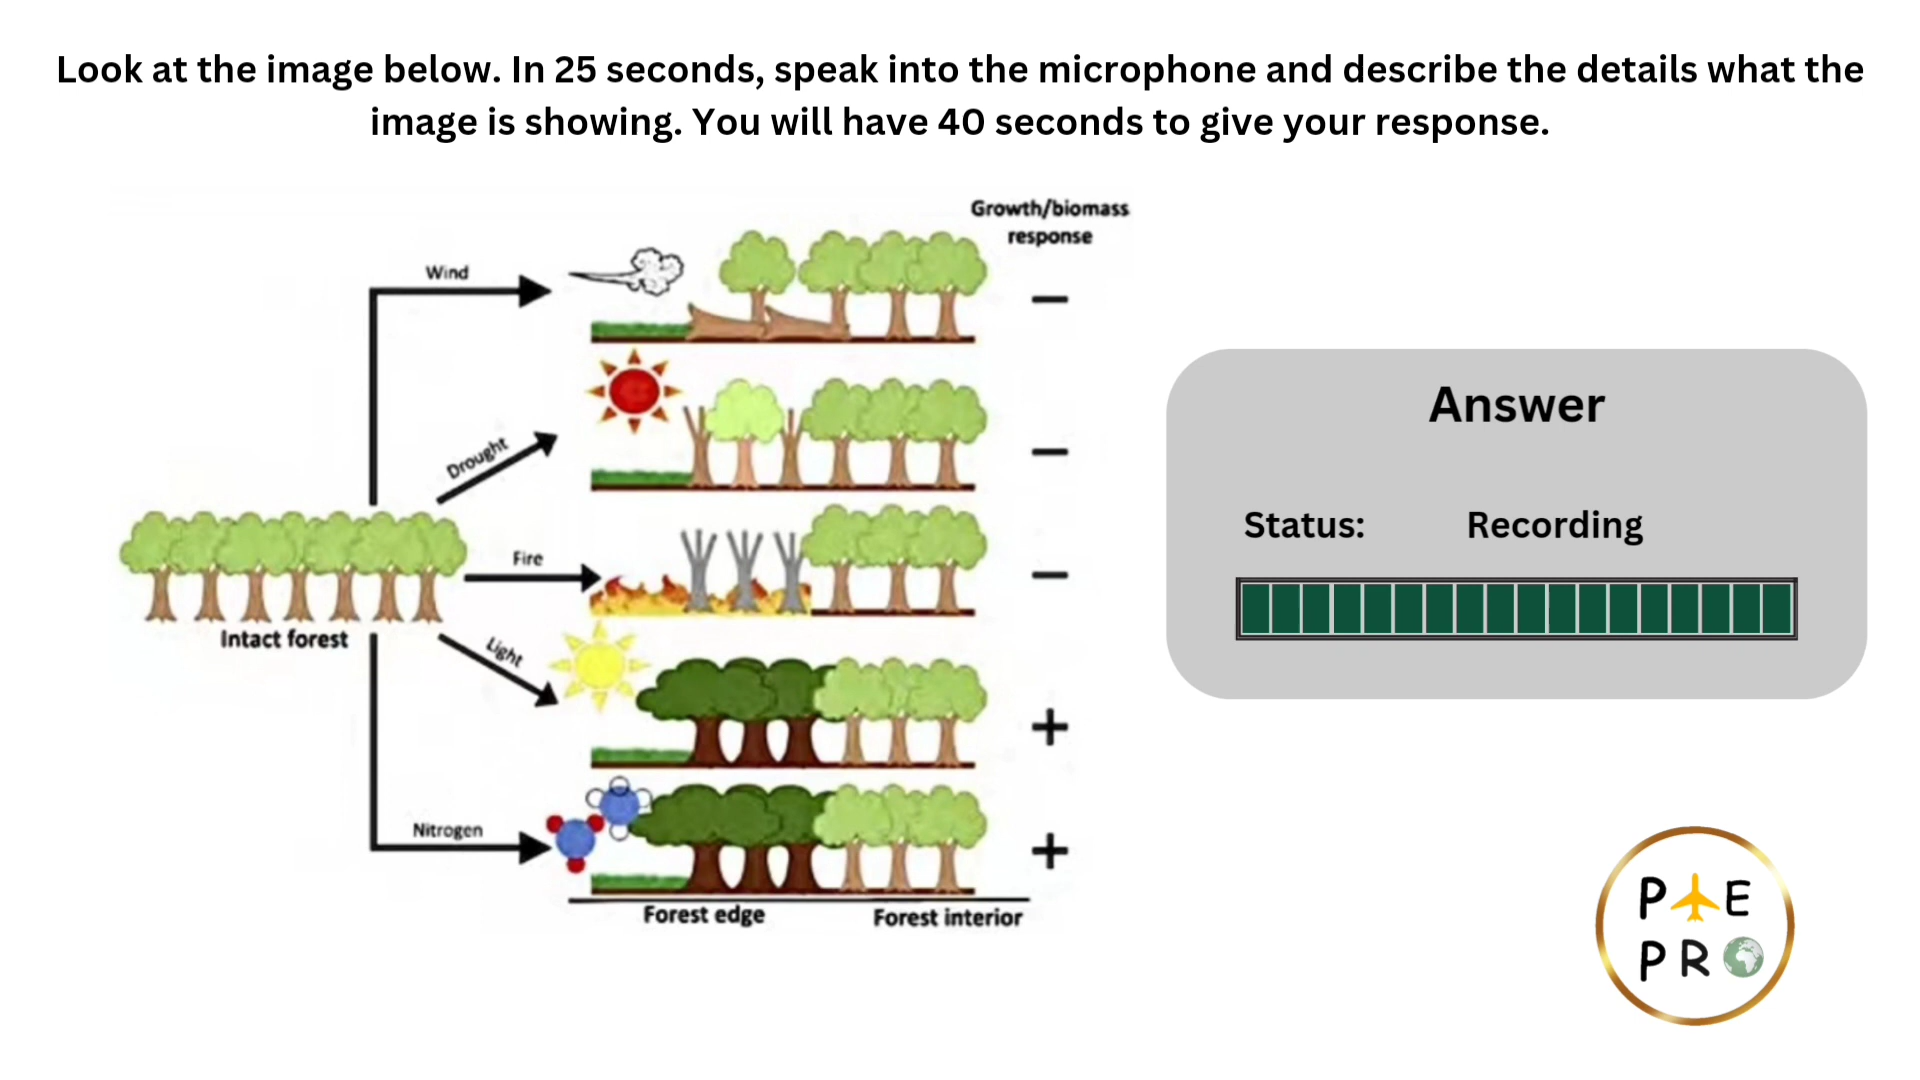 Look at the image below. In 25 seconds, speak into the microphone and describe the details what the
image is showing. You will have 40 seconds to give your response.
Growth/biomass
response
Wind
Drought
Fire
Intact forest
Light
Nitrogen
Forest edge
Forest interior
−
−
−
+
+
Answer
Status: Recording
P E
PR